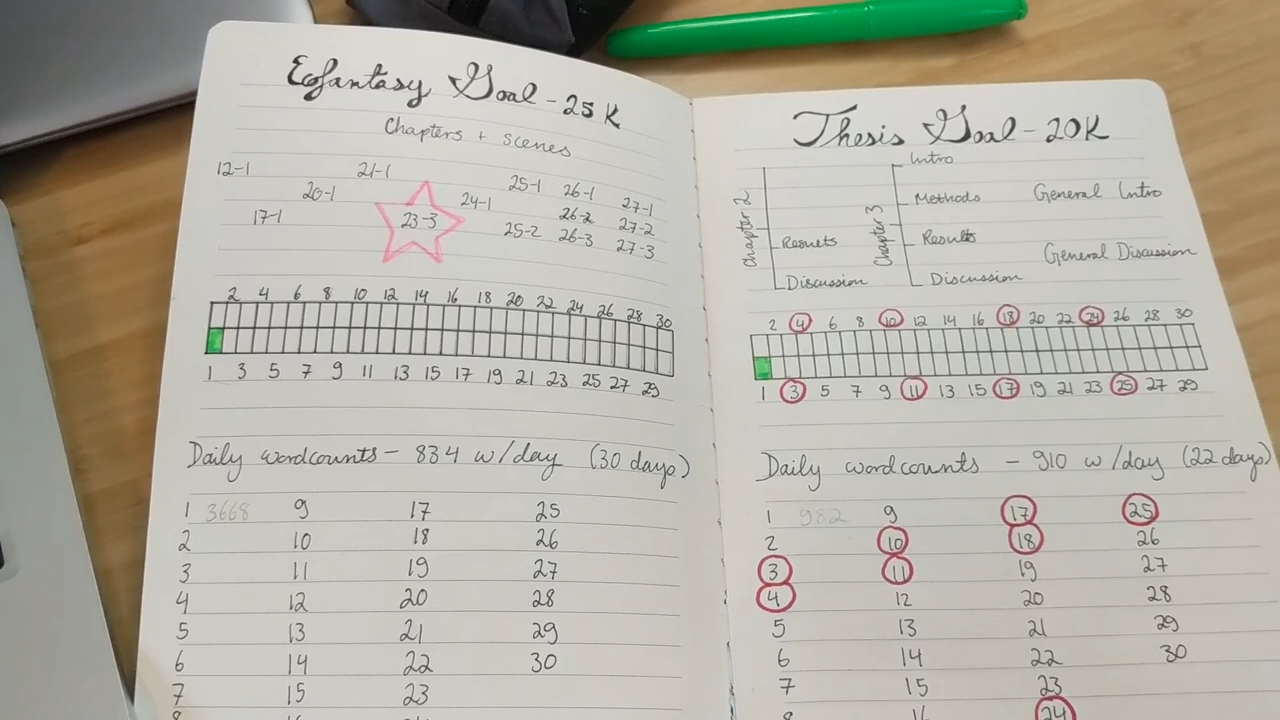 Ecofantasy Goal - 25K
Chapters + Scenes
12-1 21-1 25-1 26-1 27-1
20-1 24-1 26-2 27-2
17-1 23-3 25-2 26-3 27-3
2 4 6 8 10 12 14 16 18 20 22 24 26 28 30
1 3 5 7 9 11 13 15 17 19 21 23 25 27 29
Daily wordcounts - 834 w/day (30 days)
1 3668 9 17 25
2 10 18 26
3 11 19 27
4 12 20 28
5 13 21 29
6 14 22 30
7 15 23
Thesis Goal - 20K
Chapter 2
Results
Discussion
Chapter 3
Intro
Methods
Results
Discussion
General Intro
General Discussion
2 4 6 8 10 12 14 16 18 20 22 24 26 28 30
1 3 5 7 9 11 13 15 17 19 21 23 25 27 29
Daily wordcounts - 910 w/day (22 days)
1 982 9 17 25
2 10 18 26
3 11 19 27
4 12 20 28
5 13 21 29
6 14 22 30
7 15 23
8 16 24